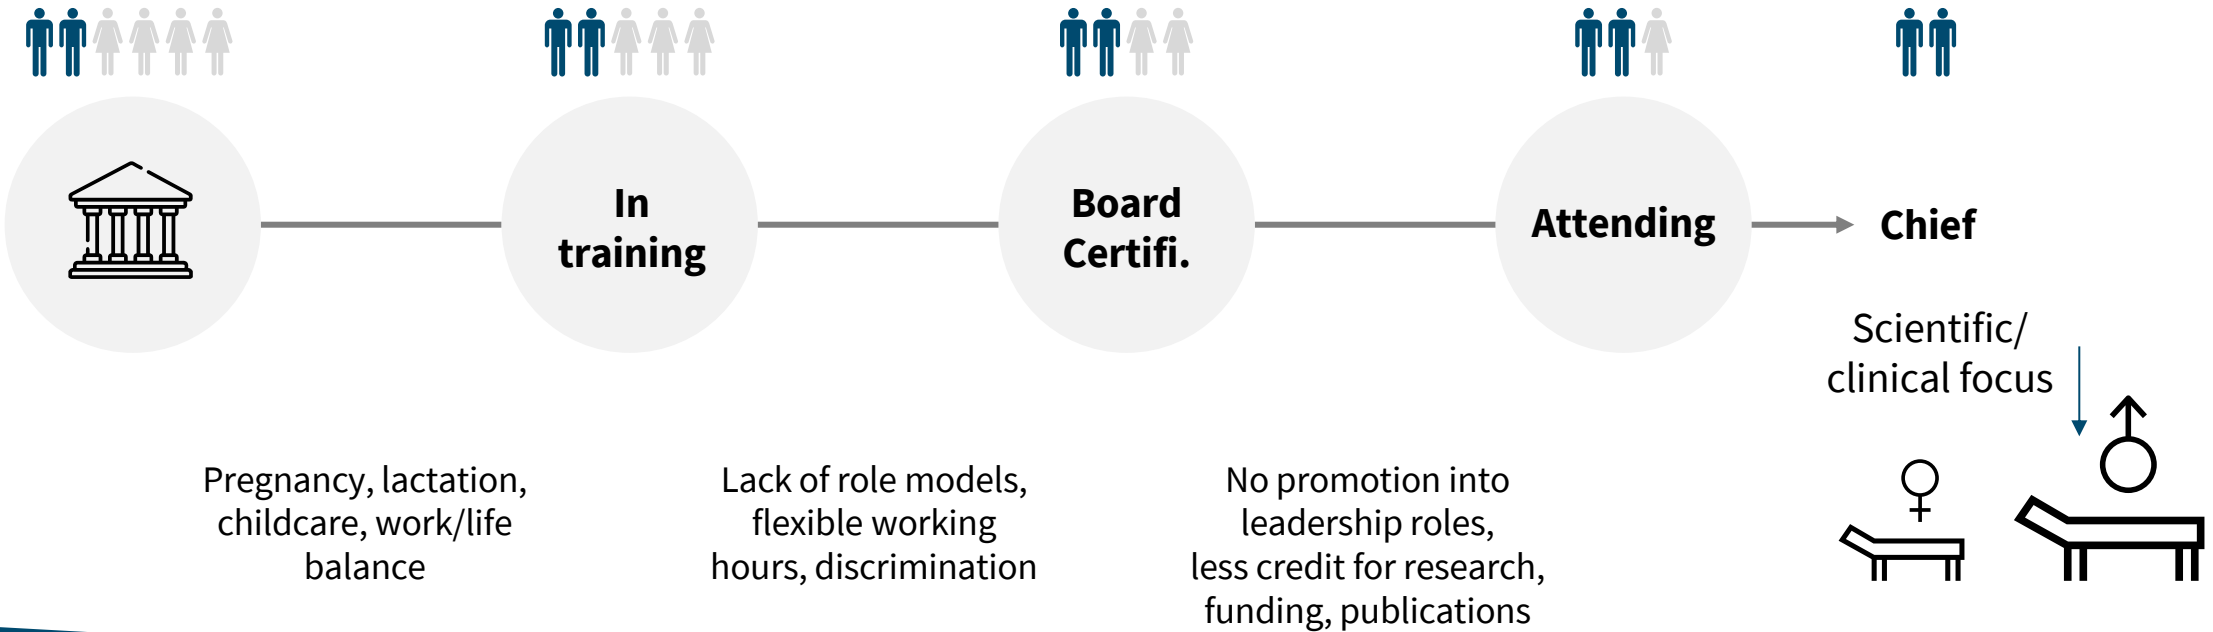 In
training
Board
Certifi.
Attending
Chief
Scientific/
clinical focus
Pregnancy, lactation,
childcare, work/life
balance
Lack of role models,
flexible working
hours, discrimination
No promotion into
leadership roles,
less credit for research,
funding, publications